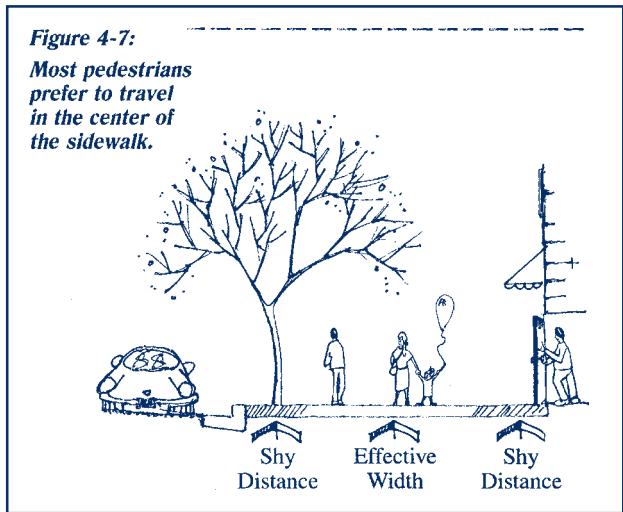 Figure 4-7:
Most pedestrians
prefer to travel
in the center of
the sidewalk.
Shy
Distance
Effective
Width
Shy
Distance